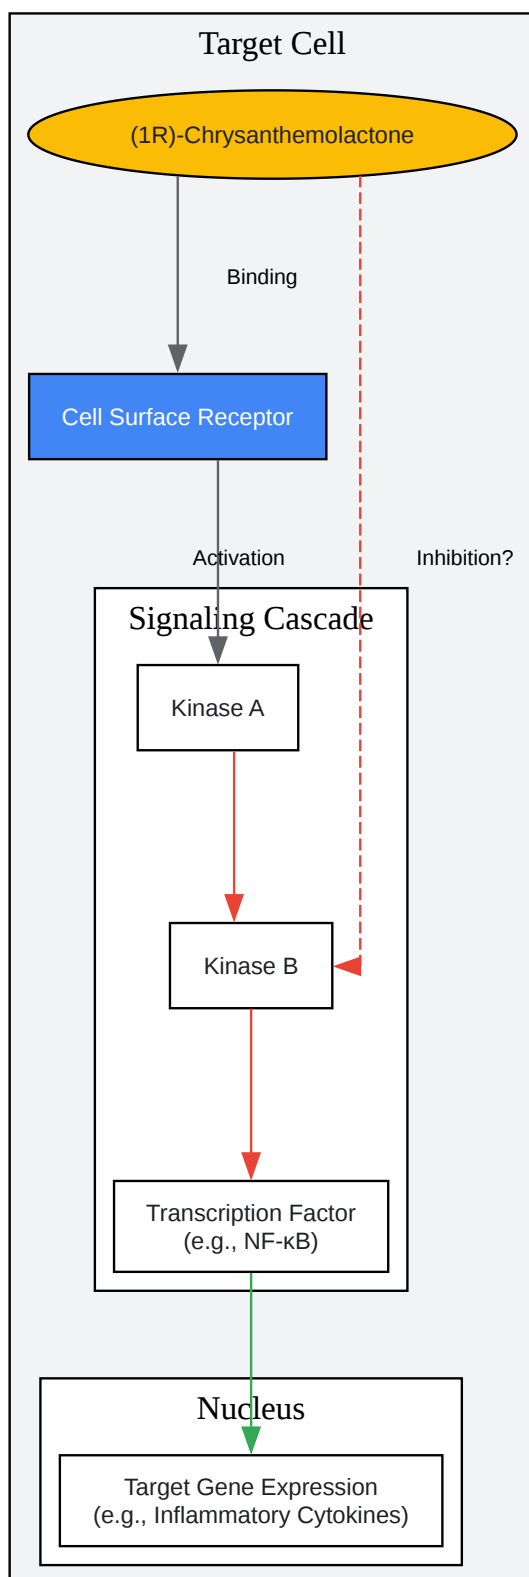 Target Cell
(1R)-Chrysanthemolactone
Binding
Cell Surface Receptor
Activation
Inhibition?
Signaling Cascade
Kinase A
Kinase B
Transcription Factor
(e.g., NF-κB)
Nucleus
Target Gene Expression
(e.g., Inflammatory Cytokines)